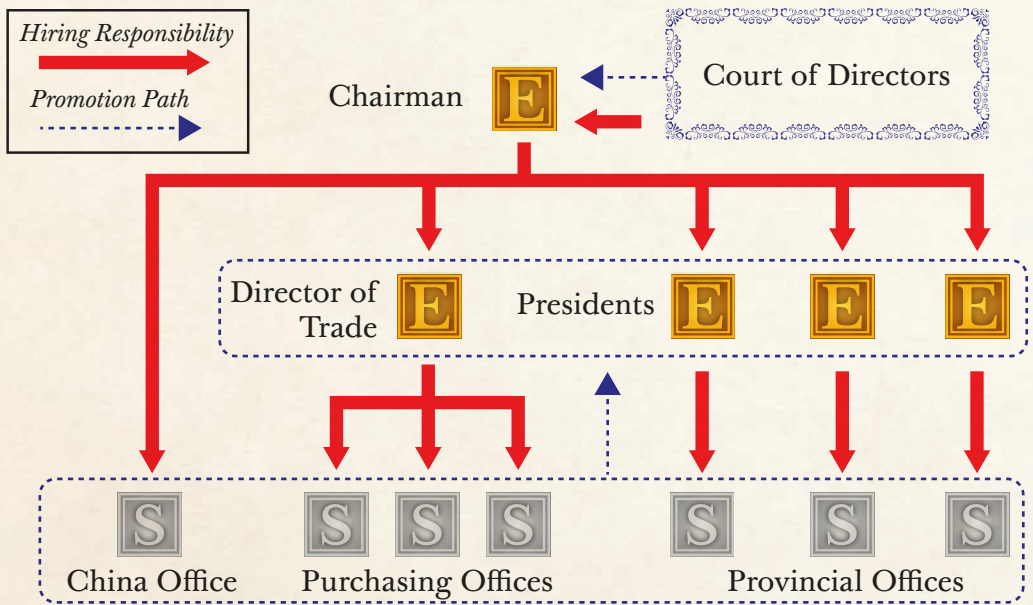 Hiring Responsibility
Promotion Path
Court of Directors
Chairman
E
Director of
Trade
E
Presidents
E
E
E
S
S
S
S
S
S
S
China Office
Purchasing Offices
Provincial Offices